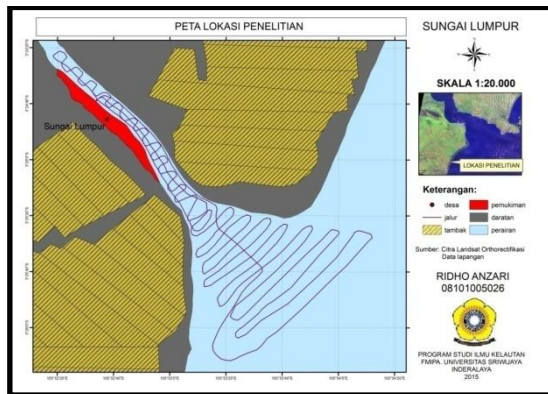 PETA LOKASI PENELITIAN
Sungai Lumpur
SUNGAI LUMPUR
SKALA 1:20.000
LOKASI PENELITIAN
Keterangan:
desa
jalur
tambak
pemukiman
daratan
perairan
Sumber: Citra Landsat Orthorectifikasi
Data lapangan
RIDHO ANZARI
08101005026
PROGRAM STUDI ILMU KELAUTAN
FMIPA. UNIVERSITAS SRIWIJAYA
INDERALAYA
2015